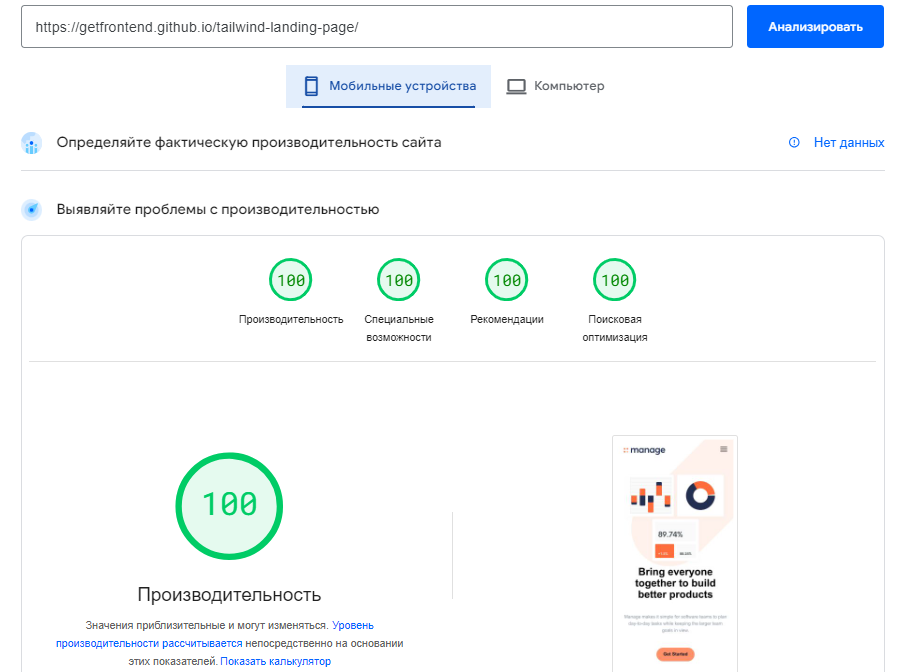 https://getfrontend.github.io/tailwind-landing-page/
Анализировать
Мобильные устройства
Компьютер
Определяйте фактическую производительность сайта
Нет данных
Выявляйте проблемы с производительностью
100
100
100
100
Производительность
Специальные
возможности
Рекомендации
Поисковая
оптимизация
100
Производительность
Значения приблизительные и могут изменяться. Уровень
производительности рассчитывается непосредственно на основании
этих показателей. Показать калькулятор
manage
89.74%
Bring everyone
together to build
better products
Manage makes it simple for software teams to plan
day-to-day tasks while keeping the larger team
goals in view.
Get Started